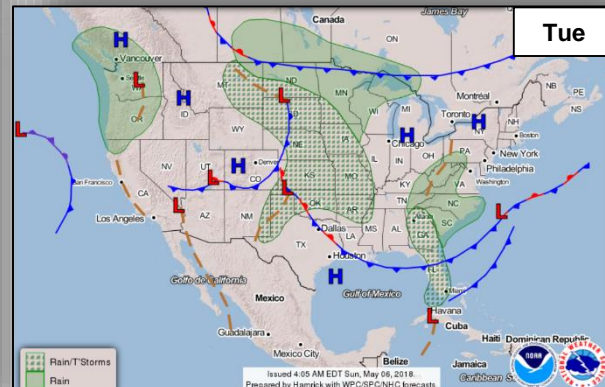 Tue
Canada
James Bay
ON
H
Vancouver
Seattle
L
WA
MT
ND
MN
Montréal
NB
PE
NS
OR
ID
H
L
WI
MI
Toronto
H
NY
NH
Boston
WY
H
Chicago
L
NE
IA
IL
IN
OH
PA
New York
Philadelphia
Washington
San Francisco
NV
UT
H
Denver
CO
L
KS
MO
KY
VA
CA
L
L
OK
AR
TN
NC
SC
L
Los Angeles
AZ
NM
TX
Dallas
LA
MS
AL
Houston
H
FL
Miami
Golfo de California
Gulf of Mexico
Mexico
L
Havana
Cuba
Guadalajara
Mexico City
Belize
Haiti
Dominican Republic
Jamaica
Rain/T'Storms
Rain
Issued 4:05 AM EDT Sun, May 06, 2018
Prepared by Hamrick with WPC/SPC/NHC forecasts
NOAA